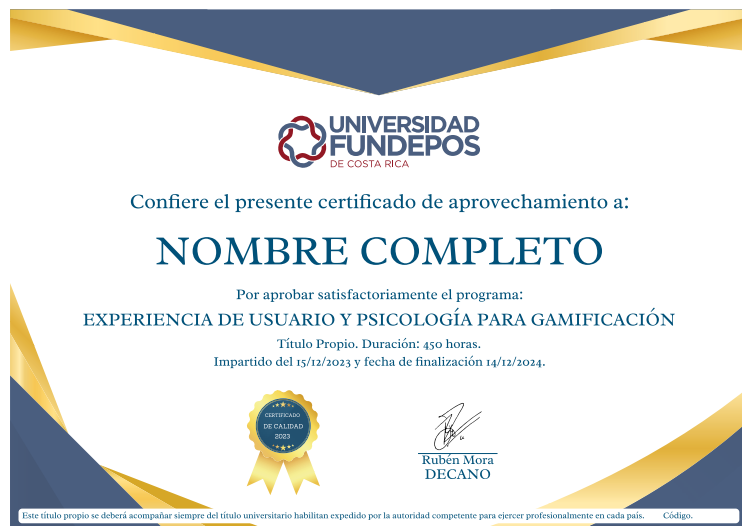 UNIVERSIDAD
FUNDEPOS
DE COSTA RICA
Confiere el presente certificado de aprovechamiento a:
NOMBRE COMPLETO
Por aprobar satisfactoriamente el programa:
EXPERIENCIA DE USUARIO Y PSICOLOGÍA PARA GAMIFICACIÓN
Título Propio. Duración: 450 horas.
Impartido del 15/12/2023 y fecha de finalización 14/12/2024.
CERTIFICADO
DE CALIDAD
2023
Rubén Mora
DECANO
Este título propio se deberá acompañar siempre del título universitario habilitan expedido por la autoridad competente para ejercer profesionalmente en cada país. Código.